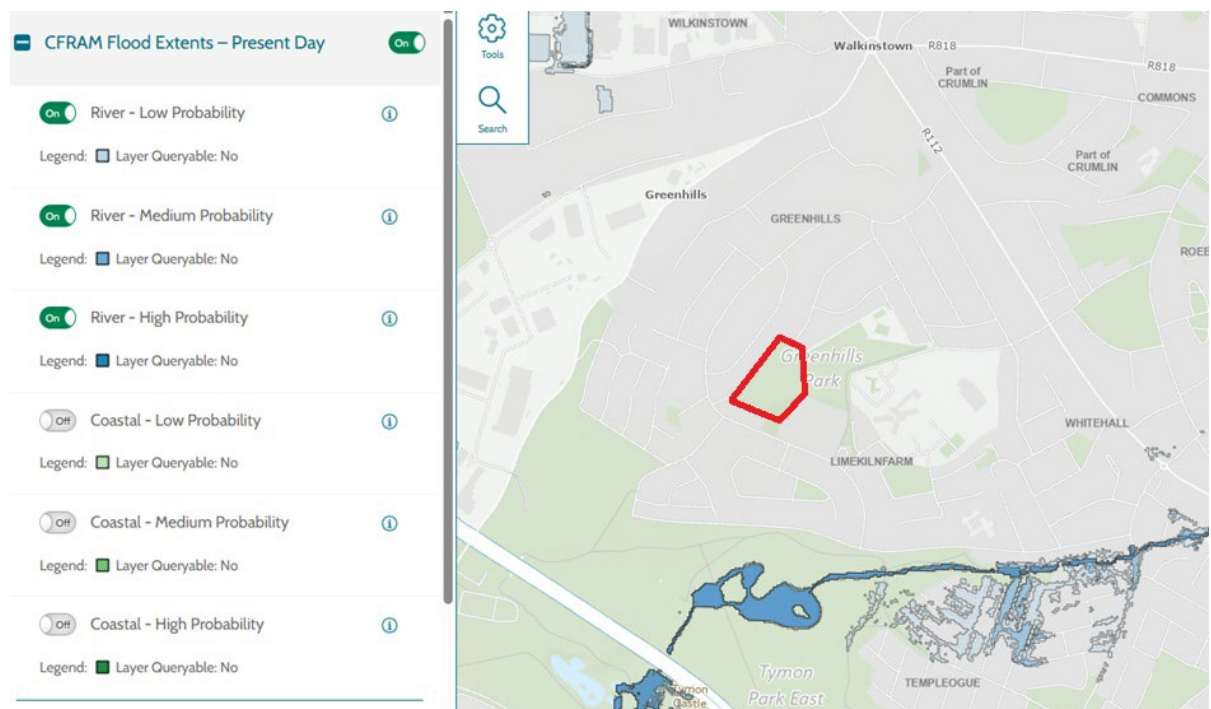 CFRAM Flood Extents – Present Day
On
On
River - Low Probability
Legend: Layer Queryable: No
On
River - Medium Probability
Legend: Layer Queryable: No
On
River - High Probability
Legend: Layer Queryable: No
Off
Coastal - Low Probability
Legend: Layer Queryable: No
Off
Coastal - Medium Probability
Legend: Layer Queryable: No
Off
Coastal - High Probability
Legend: Layer Queryable: No
Tools
Search
WILKINSTOWN
Walkinstown
R818
R818
Part of
CRUMLIN
COMMONS
R112
Part of
CRUMLIN
Greenhills
GREENHILLS
ROEB
Greenhills
Park
WHITEHALL
LIMEKILNFARM
Tymon
Park East
Tymon
Castle
TEMPLEOGUE